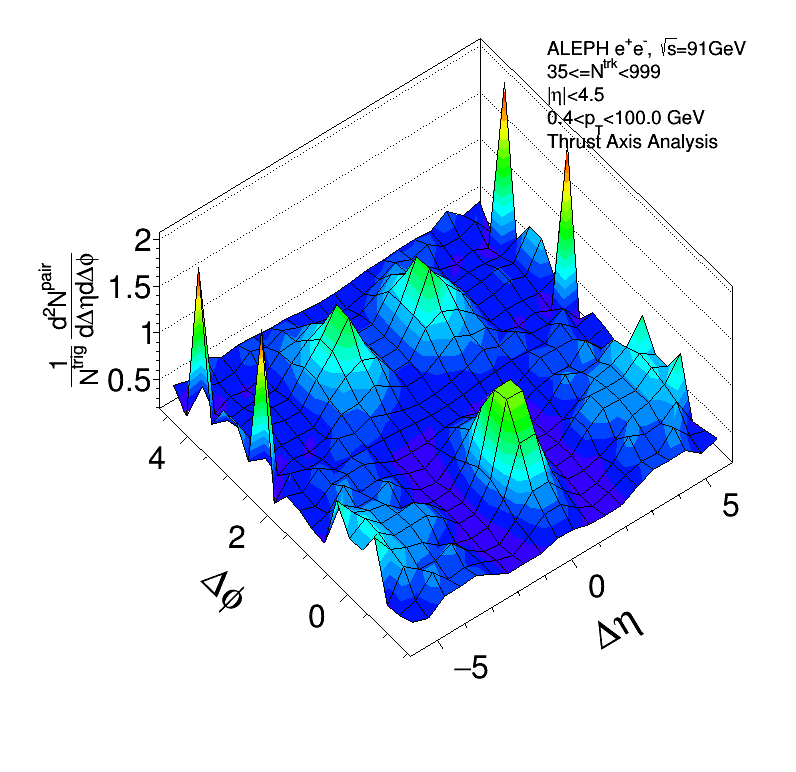 ALEPH e⁺e⁻, √s=91GeV
35<=Nᵗʳᵏ<999
|η|<4.5
0.4<p_T<100.0 GeV
Thrust Axis Analysis
2
1.5
1
0.5
1/N^trig d²N^pair/dΔηdΔφ
4
2
0
Δφ
−5
0
5
Δη